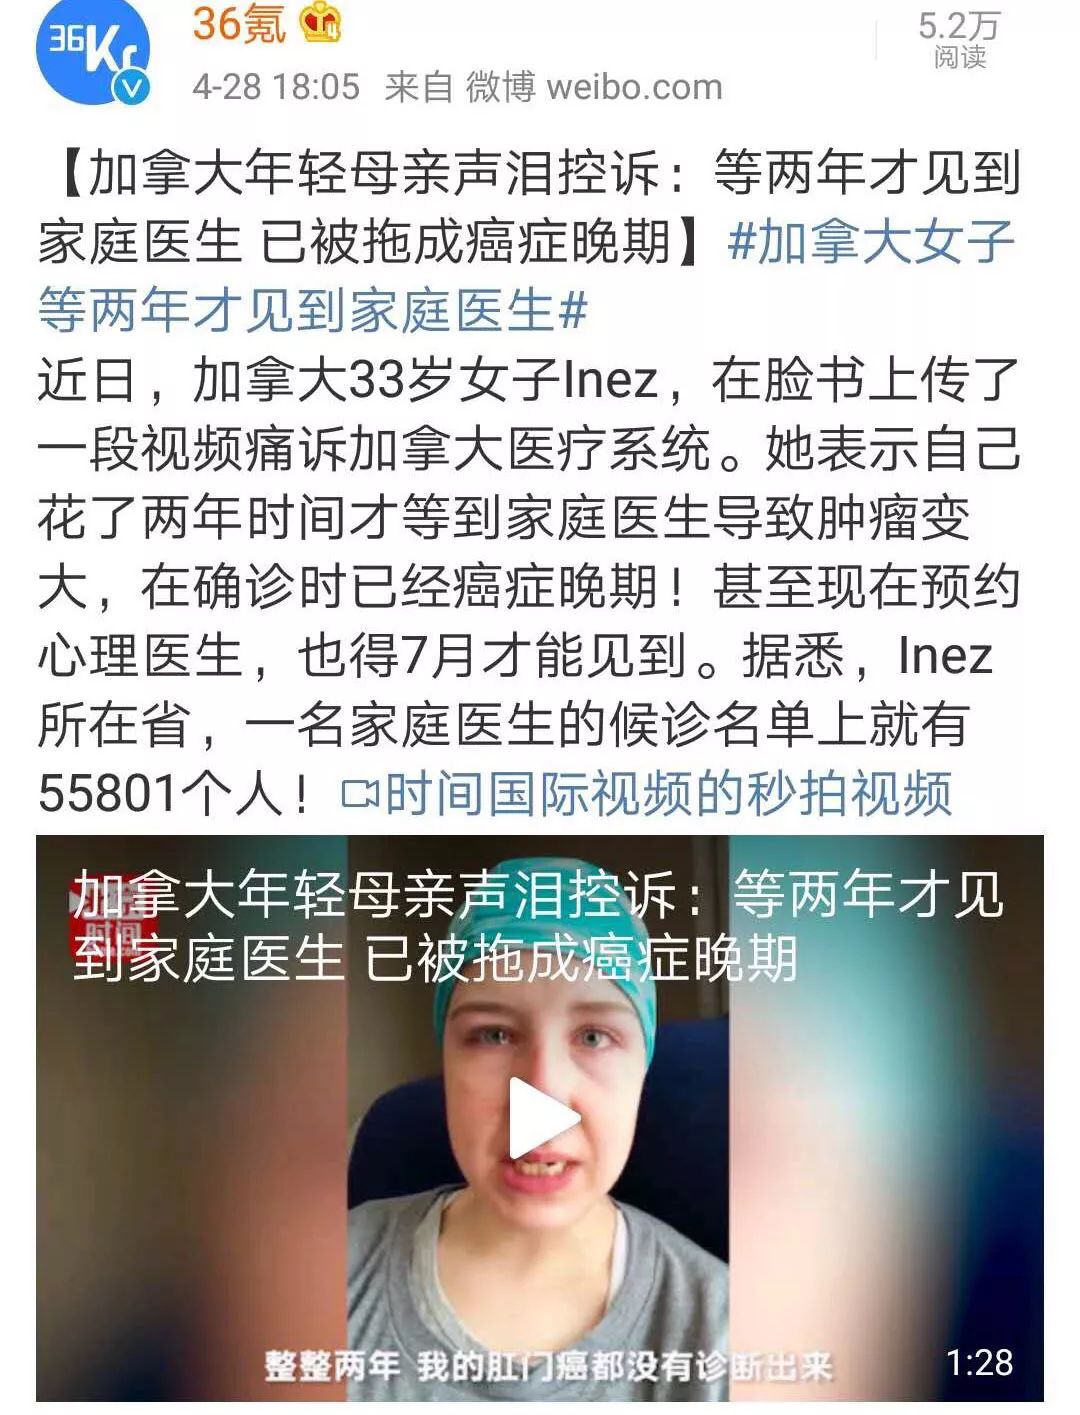 36Kr
36氪
5.2万
4-28 18:05 来自 微博 weibo.com
阅读
【加拿大年轻母亲声泪控诉：等两年才见到
家庭医生 已被拖成癌症晚期】#加拿大女子
等两年才见到家庭医生#
近日，加拿大33岁女子Inez，在脸书上传了
一段视频痛诉加拿大医疗系统。她表示自己
花了两年时间才等到家庭医生导致肿瘤变
大，在确诊时已经癌症晚期！甚至现在预约
心理医生，也得7月才能见到。据悉，Inez
所在省，一名家庭医生的候诊名单上就有
55801个人！时间国际视频的秒拍视频
加拿大年轻母亲声泪控诉：等两年才见
到家庭医生 已被拖成癌症晚期
时间
整整两年 我的肛门癌都没有诊断出来
1:28